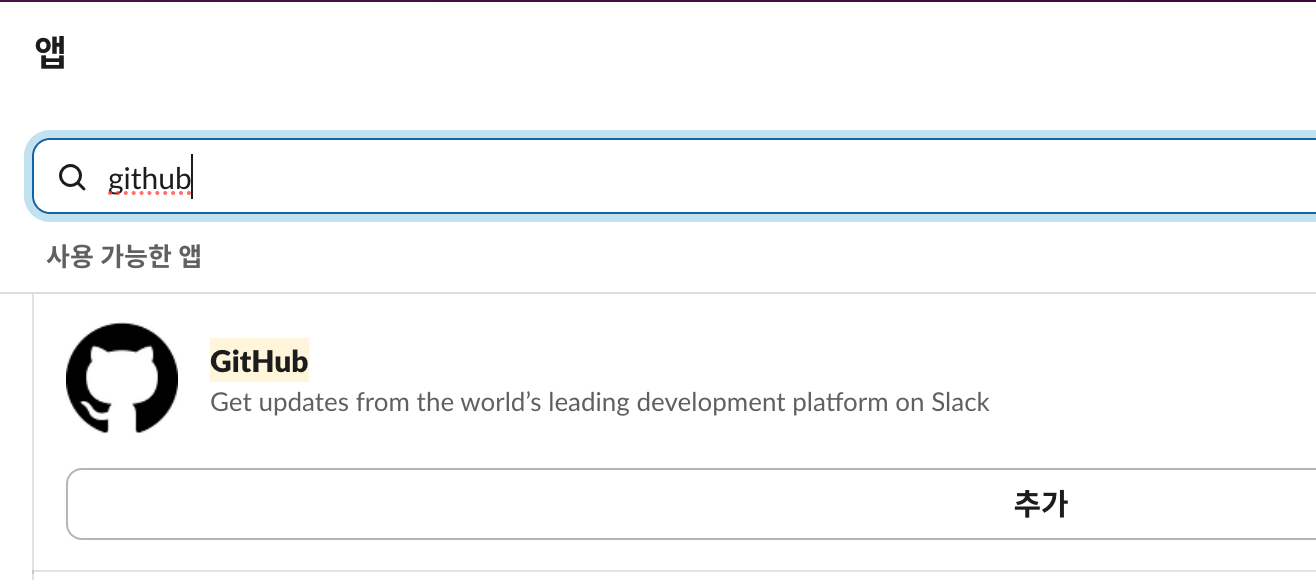 앱
github
사용 가능한 앱
GitHub
Get updates from the world’s leading development platform on Slack
추가